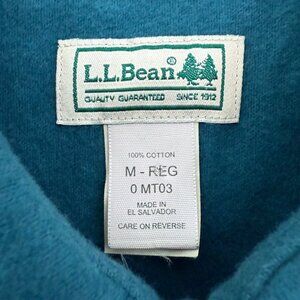 L.L.Bean®
QUALITY GUARANTEED SINCE 1912
100% COTTON
M - REG
0 MT03
MADE IN
EL SALVADOR
CARE ON REVERSE